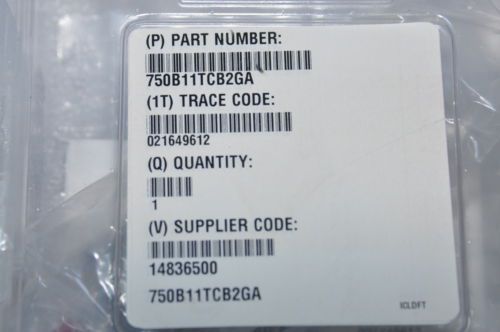 (P) PART NUMBER:
750B11TCB2GA
(1T) TRACE CODE:
021649612
(Q) QUANTITY:
1
(V) SUPPLIER CODE:
14836500
750B11TCB2GA
ICLDFT